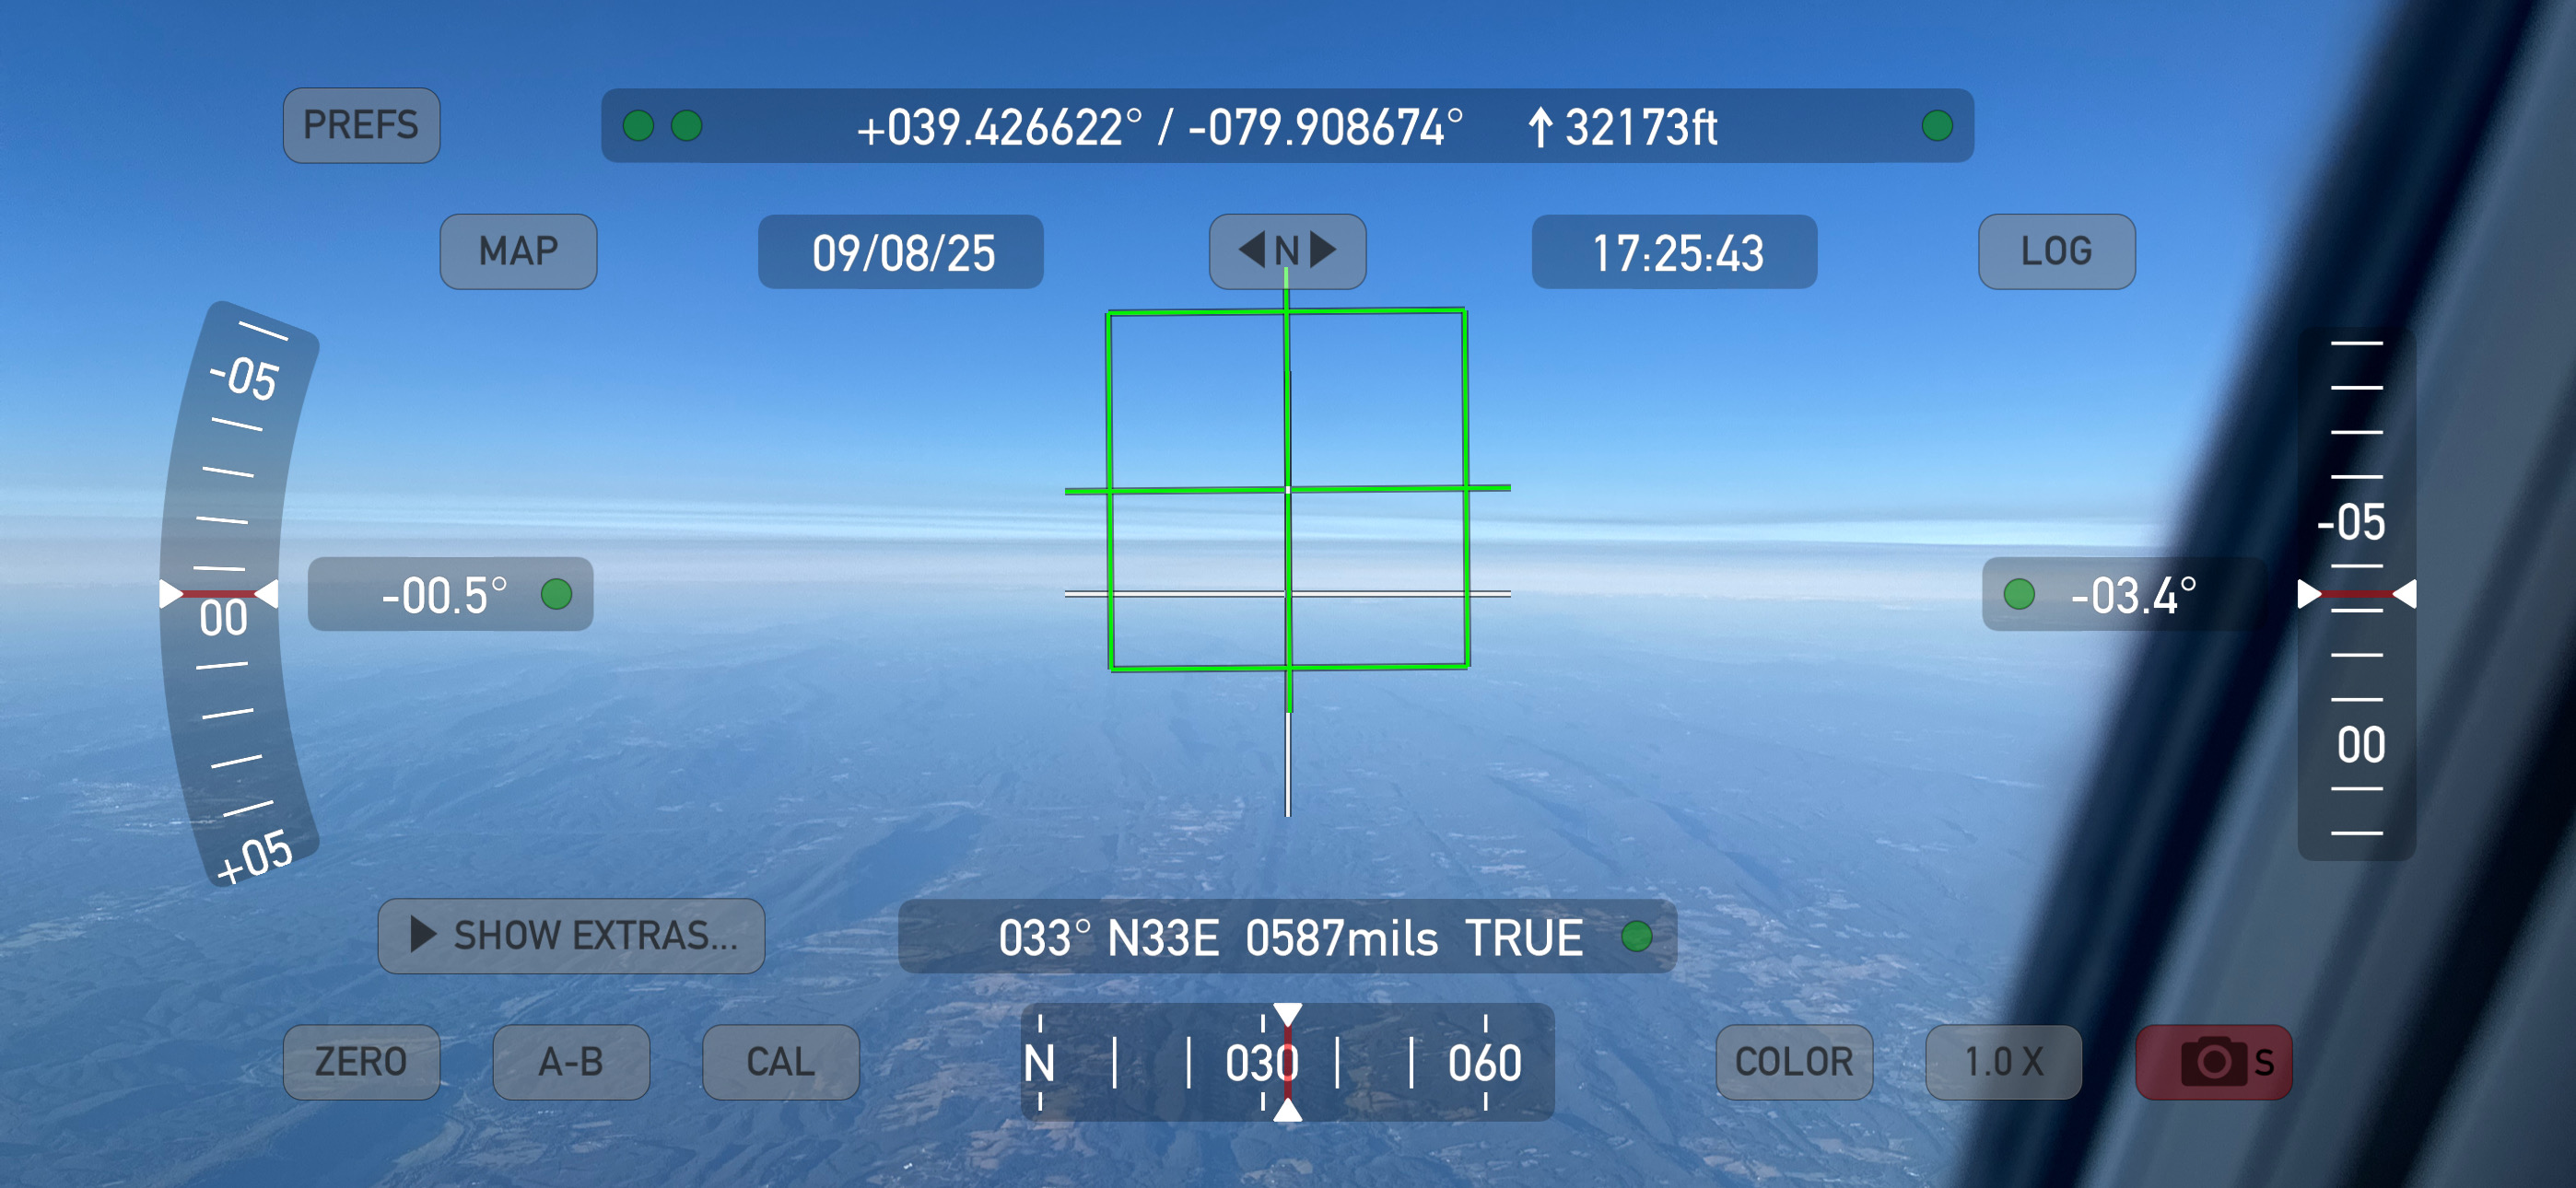 PREFS
+039.426622° / -079.908674° ↑32173ft
MAP
09/08/25
N
17:25:43
LOG
-05
-00.5°
00
+05
-05
-03.4°
00
SHOW EXTRAS...
033° N33E 0587mils TRUE
ZERO
A-B
CAL
N 030 060
COLOR
1.0 X
S